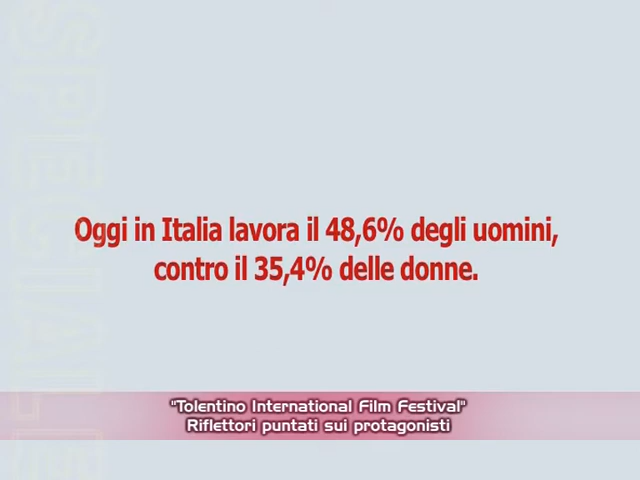 SPECIALE
Oggi in Italia lavora il 48,6% degli uomini,
contro il 35,4% delle donne.
"Tolentino International Film Festival"
Riflettori puntati sui protagonisti